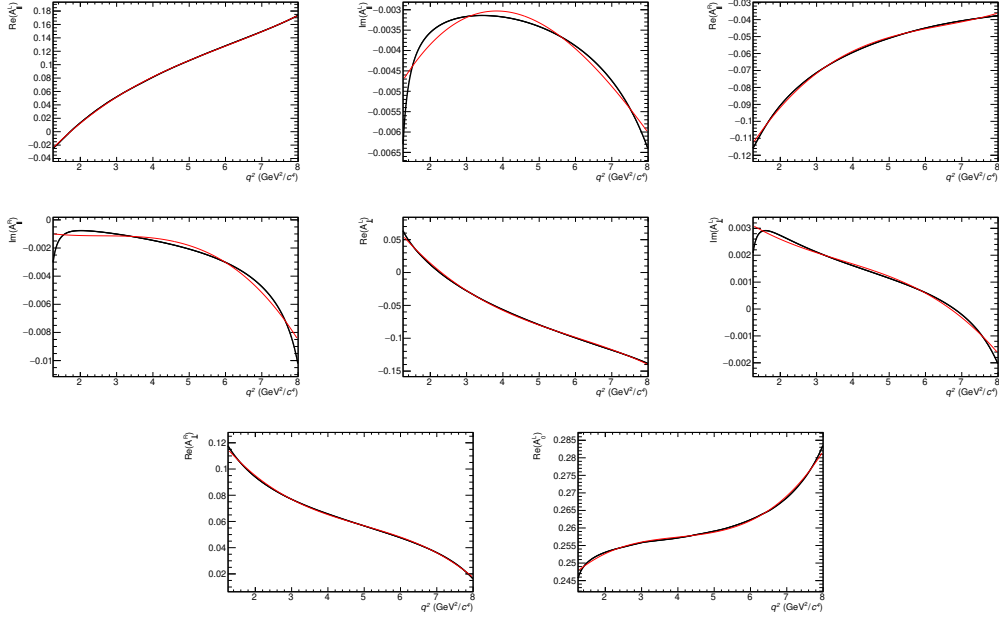 Re(A∥ᴸ) 0.18 0.16 0.14 0.12 0.1 0.08 0.06 0.04 0.02 0 −0.02 −0.04
2 3 4 5 6 7 8
q² (GeV²/c⁴)
Im(A∥ᴸ) −0.003 −0.0035 −0.004 −0.0045 −0.005 −0.0055 −0.006 −0.0065
2 3 4 5 6 7 8
q² (GeV²/c⁴)
Re(A∥ᴿ) −0.03 −0.04 −0.05 −0.06 −0.07 −0.08 −0.09 −0.1 −0.11 −0.12
2 3 4 5 6 7 8
q² (GeV²/c⁴)
Im(A∥ᴿ) 0 −0.002 −0.004 −0.006 −0.008 −0.01
2 3 4 5 6 7 8
q² (GeV²/c⁴)
Re(A⊥ᴸ) 0.05 0 −0.05 −0.1 −0.15
2 3 4 5 6 7 8
q² (GeV²/c⁴)
Im(A⊥ᴸ) 0.003 0.002 0.001 0 −0.001 −0.002
2 3 4 5 6 7 8
q² (GeV²/c⁴)
Re(A⊥ᴿ) 0.12 0.1 0.08 0.06 0.04 0.02
2 3 4 5 6 7 8
q² (GeV²/c⁴)
Re(A₀ᴸ) 0.285 0.28 0.275 0.27 0.265 0.26 0.255 0.25 0.245
2 3 4 5 6 7 8
q² (GeV²/c⁴)